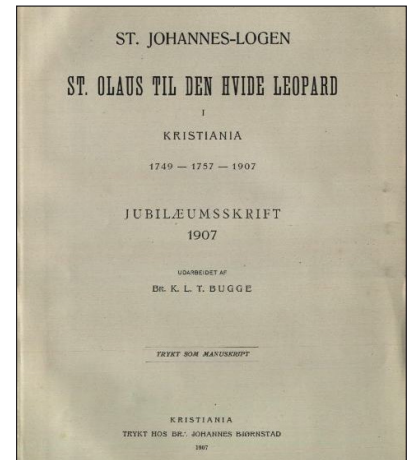 ST. JOHANNES-LOGEN
ST. OLAUS TIL DEN HVIDE LEOPARD
I
KRISTIANIA
1749 — 1757 — 1907
JUBILÆUMSSKRIFT
1907
UDARBEIDET AF
BR. K. L. T. BUGGE
TRYKT SOM MANUSKRIPT
KRISTIANIA
TRYKT HOS BR. JOHANNES BJØRNSTAD
1907